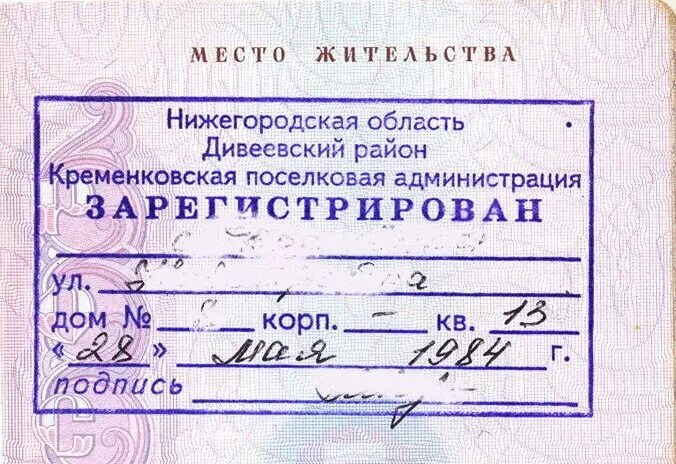 МЕСТО ЖИТЕЛЬСТВА
Нижегородская область
Дивеевский район
Кременковская поселковая администрация
ЗАРЕГИСТРИРОВАН
ул.
дом № корп. - кв. 13
« 28 » мая 1984 г.
подпись